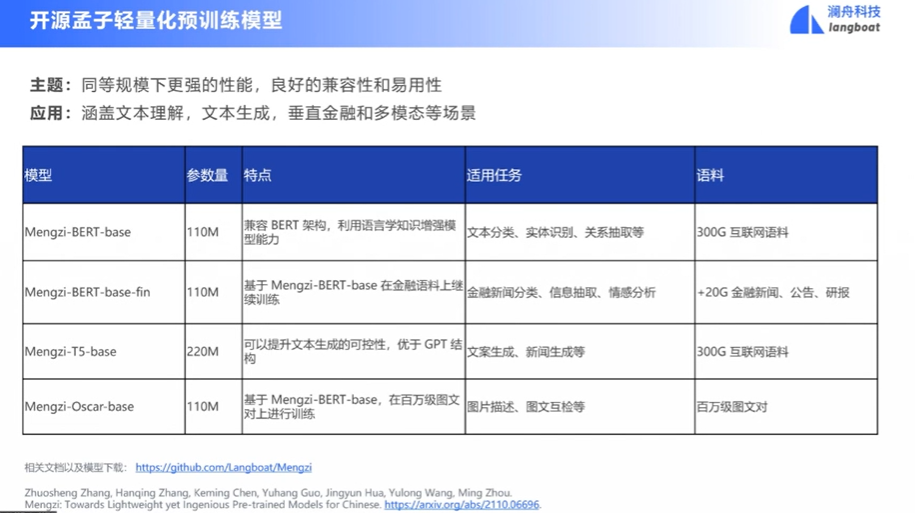 开源孟子轻量化预训练模型
澜舟科技
langboat
主题：同等规模下更强的性能，良好的兼容性和易用性
应用：涵盖文本理解，文本生成，垂直金融和多模态等场景
模型 参数量 特点 适用任务 语料
Mengzi-BERT-base 110M 兼容 BERT 架构，利用语言学知识增强模
型能力 文本分类、实体识别、关系抽取等 300G 互联网语料
Mengzi-BERT-base-fin 110M 基于 Mengzi-BERT-base 在金融语料上继
续训练 金融新闻分类、信息抽取、情感分析 +20G 金融新闻、公告、研报
Mengzi-T5-base 220M 可以提升文本生成的可控性，优于 GPT 结
构 文案生成、新闻生成等 300G 互联网语料
Mengzi-Oscar-base 110M 基于 Mengzi-BERT-base，在百万级图文
对上进行训练 图片描述、图文互检等 百万级图文对
相关文档以及模型下载： https://github.com/Langboat/Mengzi
Zhuosheng Zhang, Hanqing Zhang, Keming Chen, Yuhang Guo, Jingyun Hua, Yulong Wang, Ming Zhou.
Mengzi: Towards Lightweight yet Ingenious Pre-trained Models for Chinese. https://arxiv.org/abs/2110.06696.